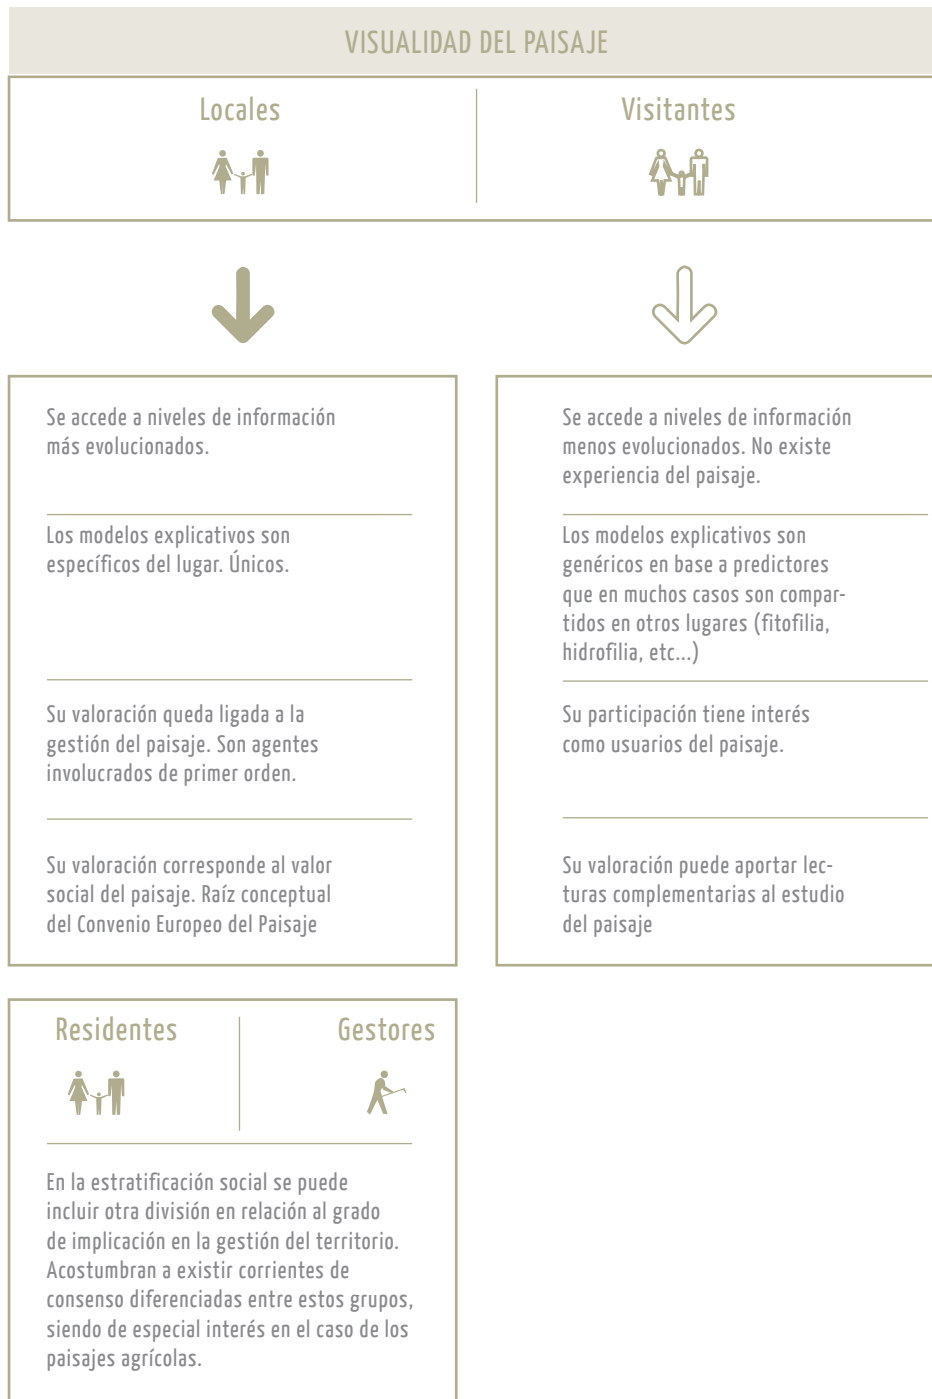 VISUALIDAD DEL PAISAJE
Locales
Visitantes
Se accede a niveles de información
más evolucionados.
Los modelos explicativos son
específicos del lugar. Únicos.
Su valoración queda ligada a la
gestión del paisaje. Son agentes
involucrados de primer orden.
Su valoración corresponde al valor
social del paisaje. Raíz conceptual
del Convenio Europeo del Paisaje
Se accede a niveles de información
menos evolucionados. No existe
experiencia del paisaje.
Los modelos explicativos son
genéricos en base a predictores
que en muchos casos son compar-
tidos en otros lugares (fitofilia,
hidrofilia, etc...)
Su participación tiene interés
como usuarios del paisaje.
Su valoración puede aportar lec-
turas complementarias al estudio
del paisaje
Residentes
Gestores
En la estratificación social se puede
incluir otra división en relación al grado
de implicación en la gestión del territorio.
Acostumbran a existir corrientes de
consenso diferenciadas entre estos grupos,
siendo de especial interés en el caso de los
paisajes agrícolas.